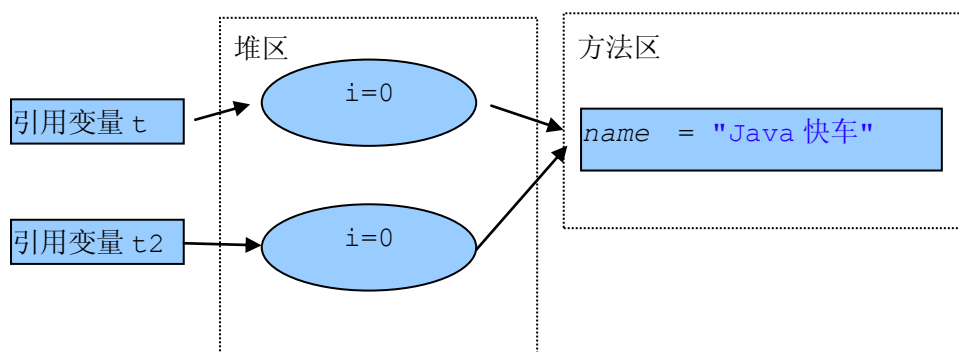 堆区
方法区
i=0
引用变量 t
name = "Java 快车"
引用变量 t2
i=0